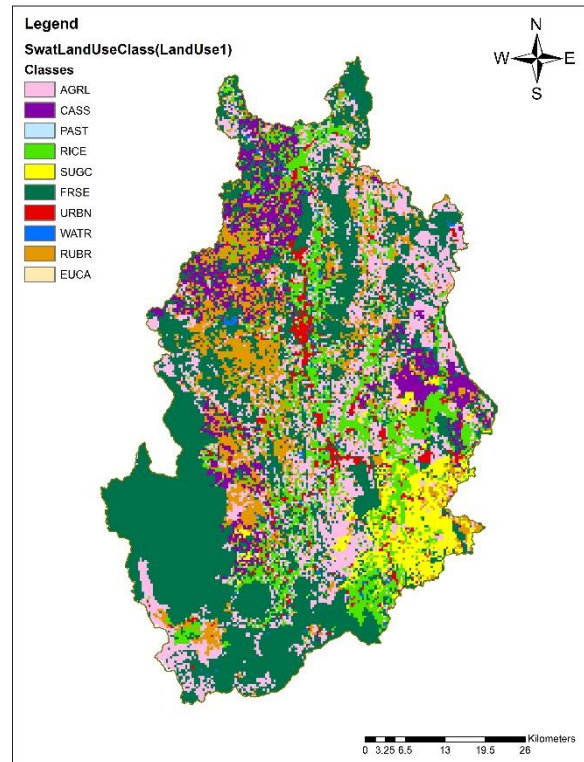 Legend
SwatLandUseClass(LandUse1)
Classes
AGRL
CASS
PAST
RICE
SUGC
FRSE
URBN
WATR
RUBR
EUCA
N
W E
S
Kilometers
0 3.25 6.5 13 19.5 26